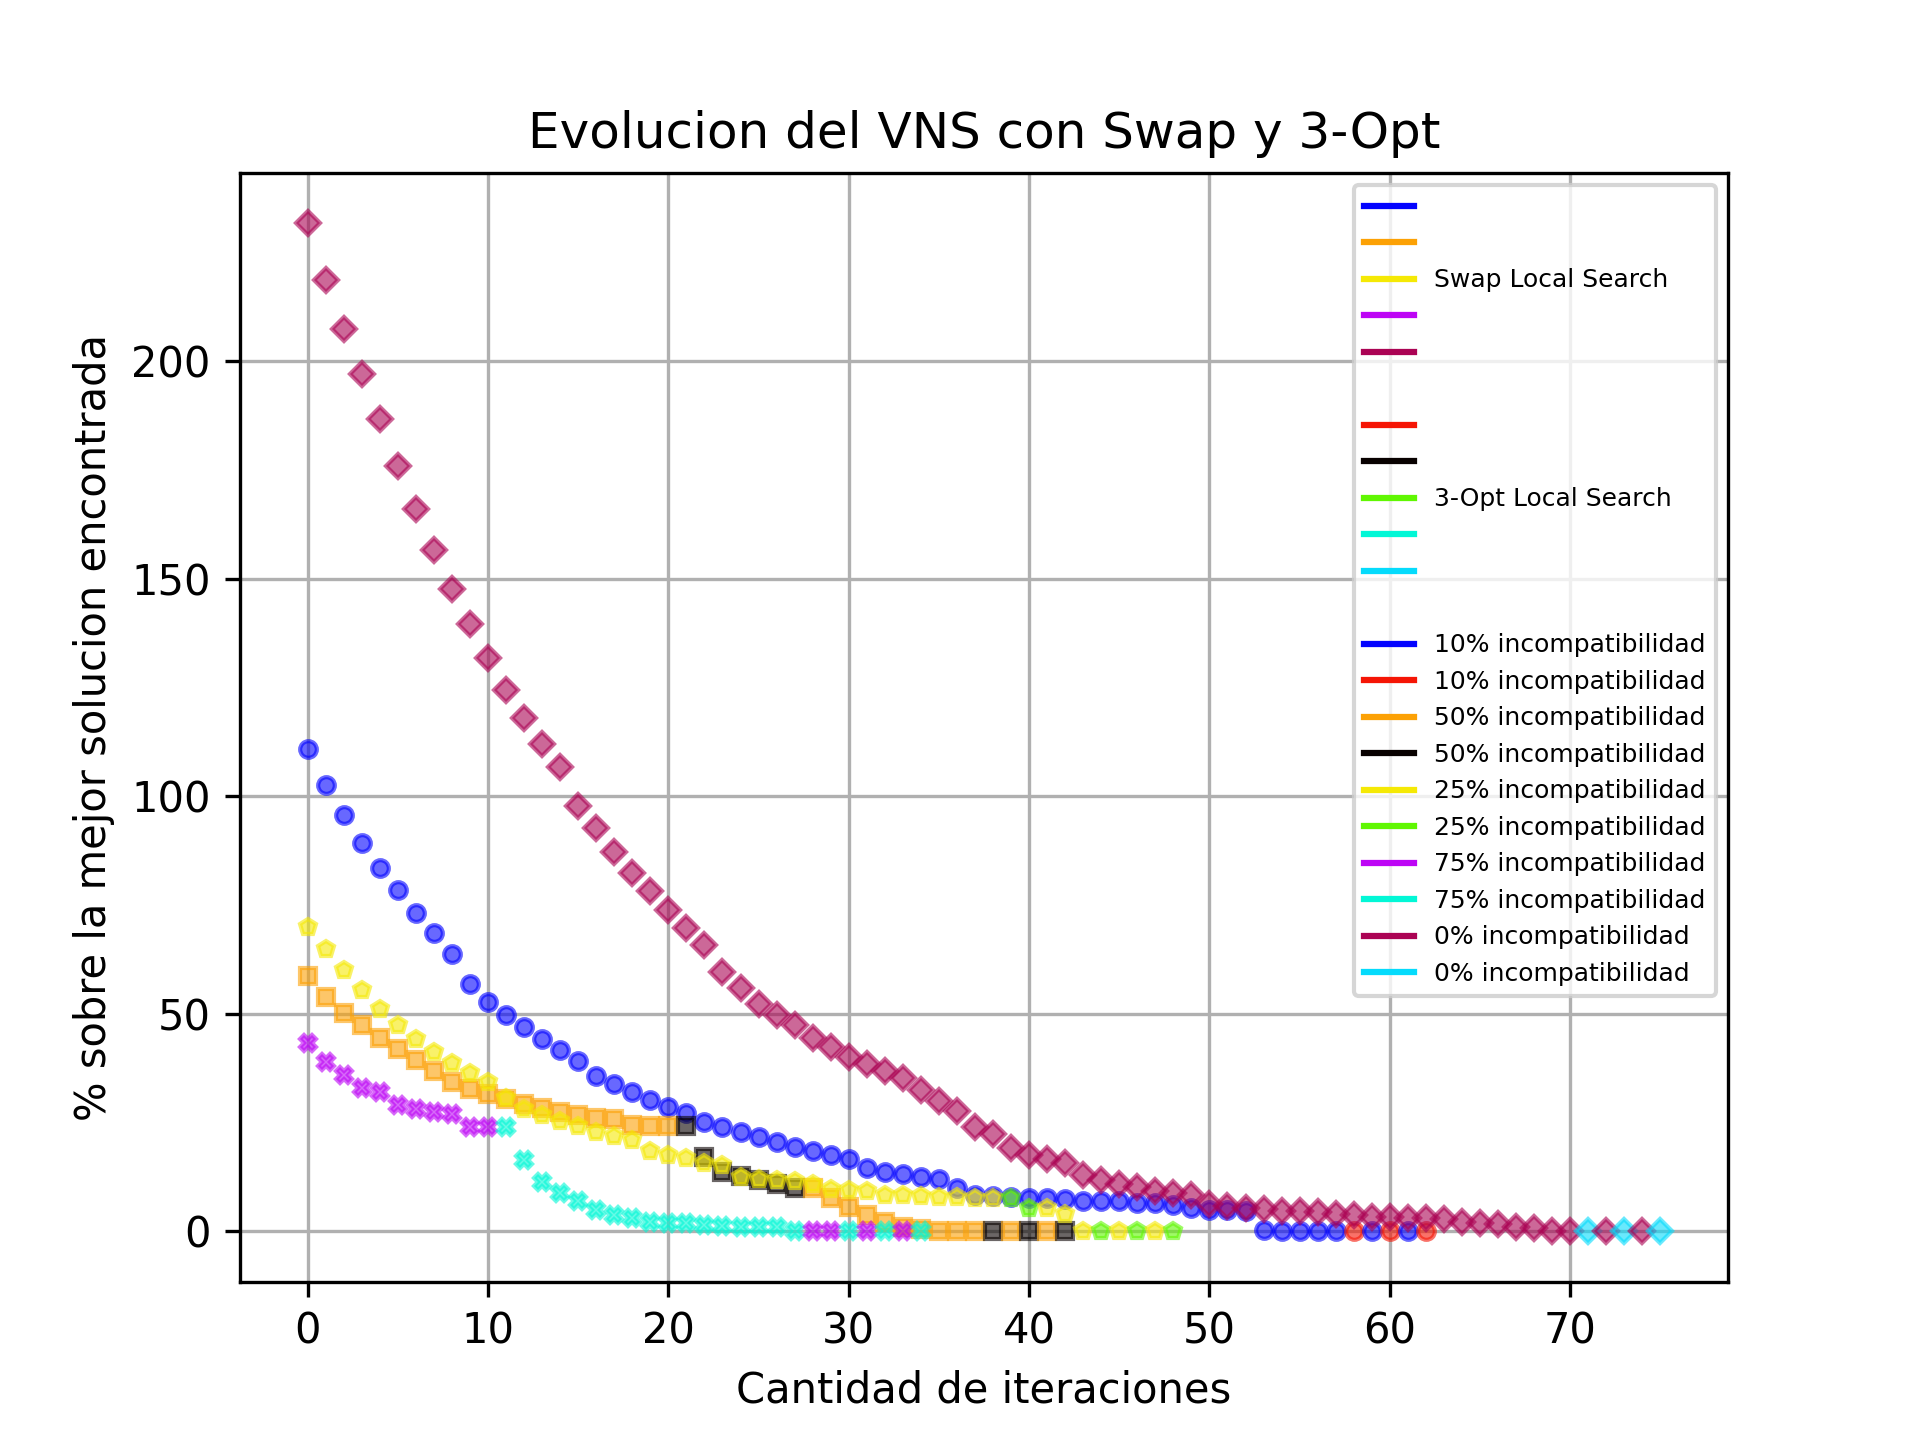 Evolucion del VNS con Swap y 3-Opt
% sobre la mejor solucion encontrada
200
150
100
50
0
Swap Local Search
3-Opt Local Search
10% incompatibilidad
10% incompatibilidad
50% incompatibilidad
50% incompatibilidad
25% incompatibilidad
25% incompatibilidad
75% incompatibilidad
75% incompatibilidad
0% incompatibilidad
0% incompatibilidad
0 10 20 30 40 50 60 70
Cantidad de iteraciones